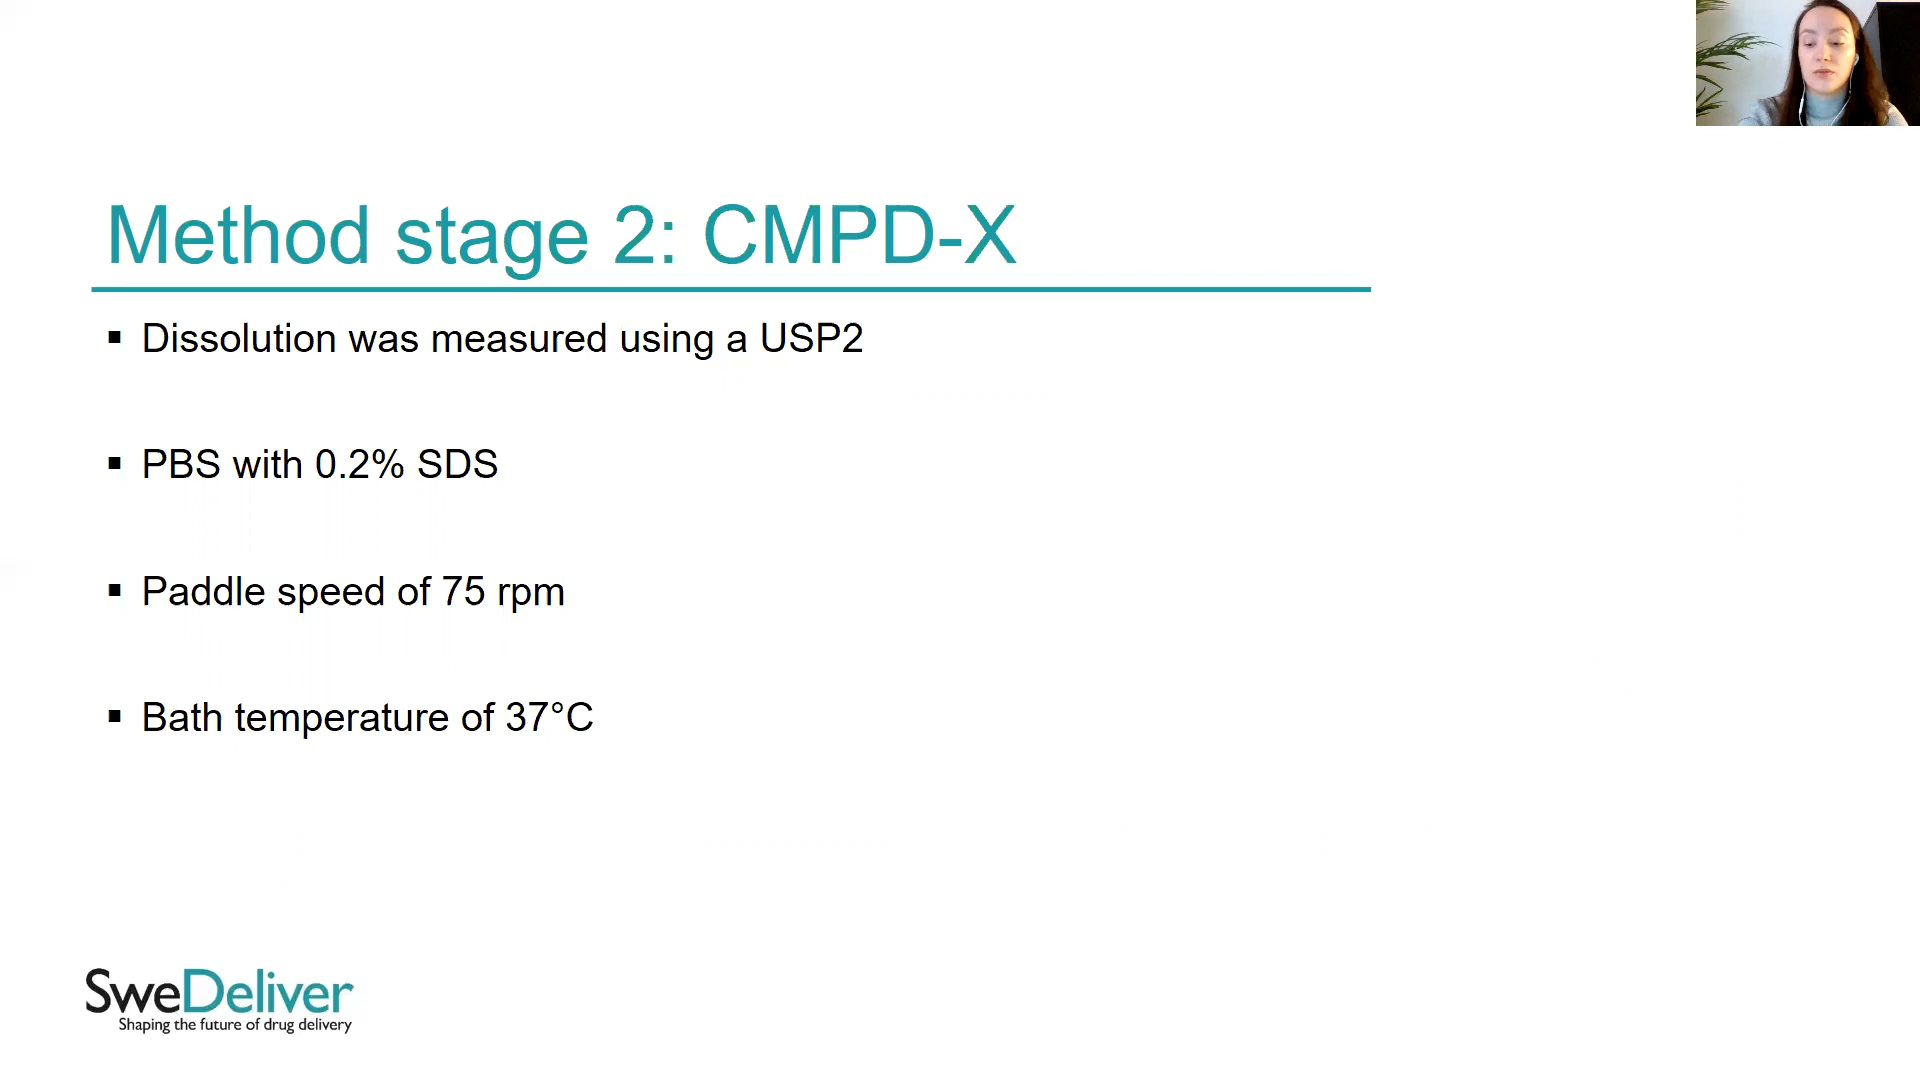 Method stage 2: CMPD-X
▪ Dissolution was measured using a USP2
▪ PBS with 0.2% SDS
▪ Paddle speed of 75 rpm
▪ Bath temperature of 37°C
SweDeliver
Shaping the future of drug delivery